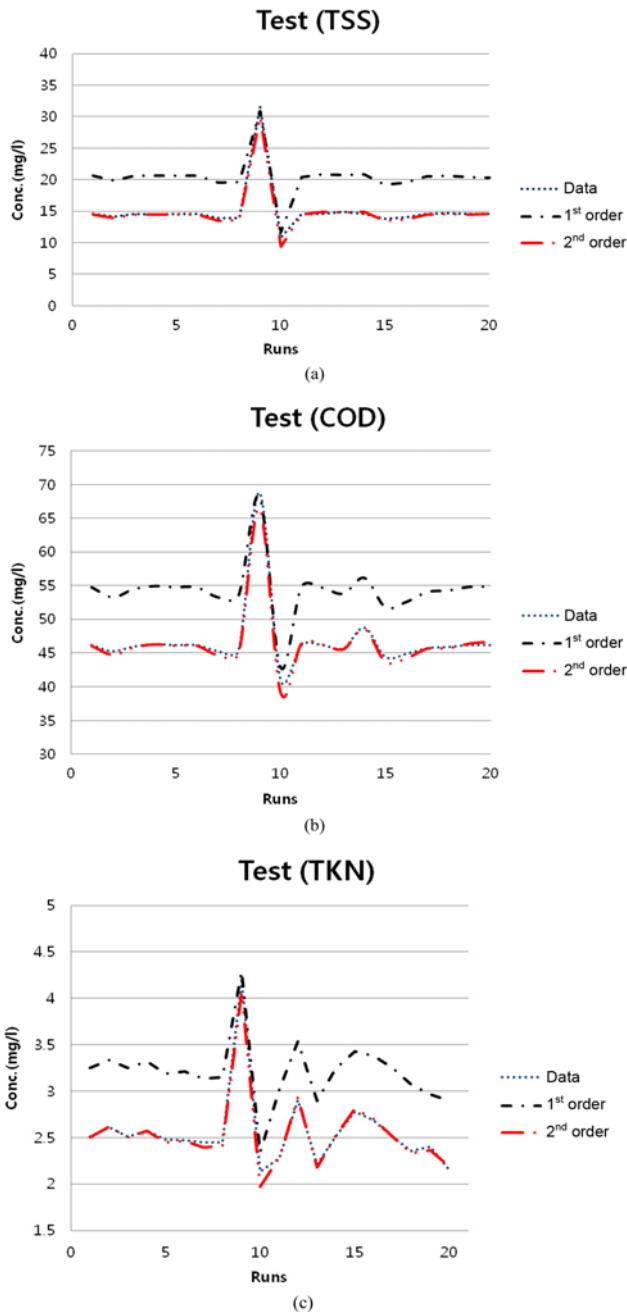 Test (TSS)
40
35
30
25
20
15
10
5
0
0 5 10 15 20
Conc.(mg/l)
Runs
Data
1st order
2nd order
(a)
Test (COD)
75
70
65
60
55
50
45
40
35
30
0 5 10 15 20
Conc.(mg/l)
Runs
Data
1st order
2nd order
(b)
Test (TKN)
5
4.5
4
3.5
3
2.5
2
1.5
0 5 10 15 20
Conc.(mg/l)
Runs
Data
1st order
2nd order
(c)